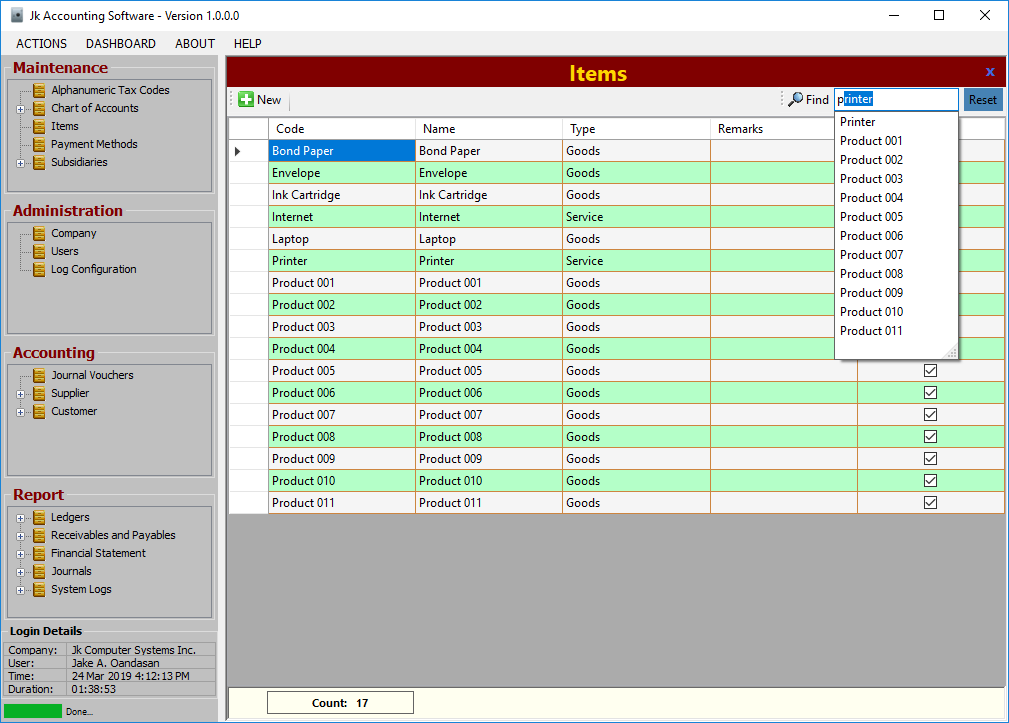 Jk Accounting Software - Version 1.0.0.0
ACTIONS DASHBOARD ABOUT HELP
Maintenance
Alphanumeric Tax Codes
Chart of Accounts
Items
Payment Methods
Subsidiaries
Administration
Company
Users
Log Configuration
Accounting
Journal Vouchers
Supplier
Customer
Report
Ledgers
Receivables and Payables
Financial Statement
Journals
System Logs
Login Details
Company: Jk Computer Systems Inc.
User: Jake A. Oandasan
Time: 24 Mar 2019 4:12:13 PM
Duration: 01:38:53
Done...
Items x
New Find printer Reset
Code Name Type Remarks
Bond Paper Bond Paper Goods
Envelope Envelope Goods
Ink Cartridge Ink Cartridge Goods
Internet Internet Service
Laptop Laptop Goods
Printer Printer Service
Product 001 Product 001 Goods
Product 002 Product 002 Goods
Product 003 Product 003 Goods
Product 004 Product 004 Goods
Product 005 Product 005 Goods
Product 006 Product 006 Goods
Product 007 Product 007 Goods
Product 008 Product 008 Goods
Product 009 Product 009 Goods
Product 010 Product 010 Goods
Product 011 Product 011 Goods
Printer
Product 001
Product 002
Product 003
Product 004
Product 005
Product 006
Product 007
Product 008
Product 009
Product 010
Product 011
Count: 17